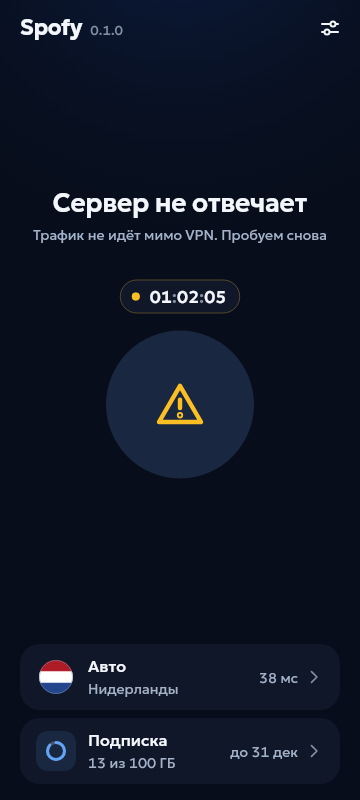 Spofy 0.1.0
Сервер не отвечает
Трафик не идёт мимо VPN. Пробуем снова
01:02:05
Авто
Нидерланды
38 мс
Подписка
13 из 100 ГБ
до 31 дек